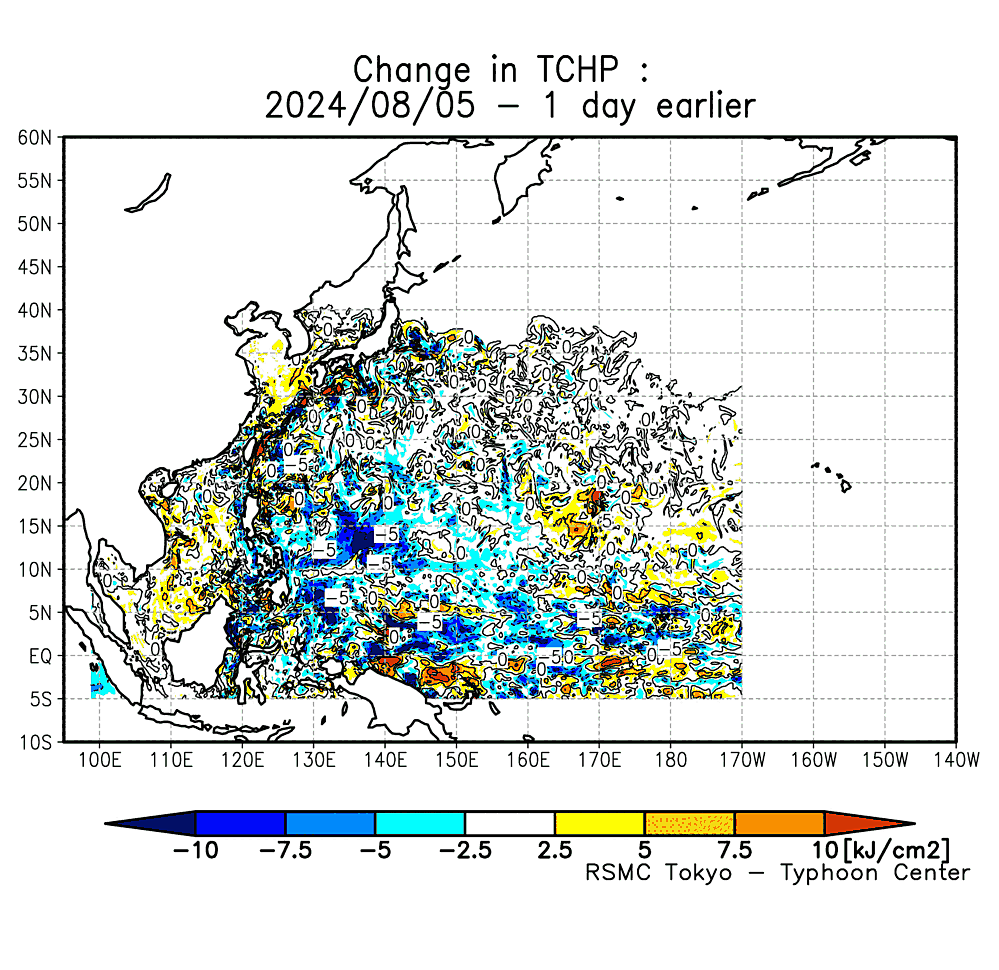 Change in TCHP :
2024/08/05 – 1 day earlier
60N
55N
50N
45N
40N
35N
30N
25N
20N
15N
10N
5N
EQ
5S
10S
100E 110E 120E 130E 140E 150E 160E 170E 180 170W 160W 150W 140W
−10 −7.5 −5 −2.5 2.5 5 7.5 10[kJ/cm2]
RSMC Tokyo – Typhoon Center